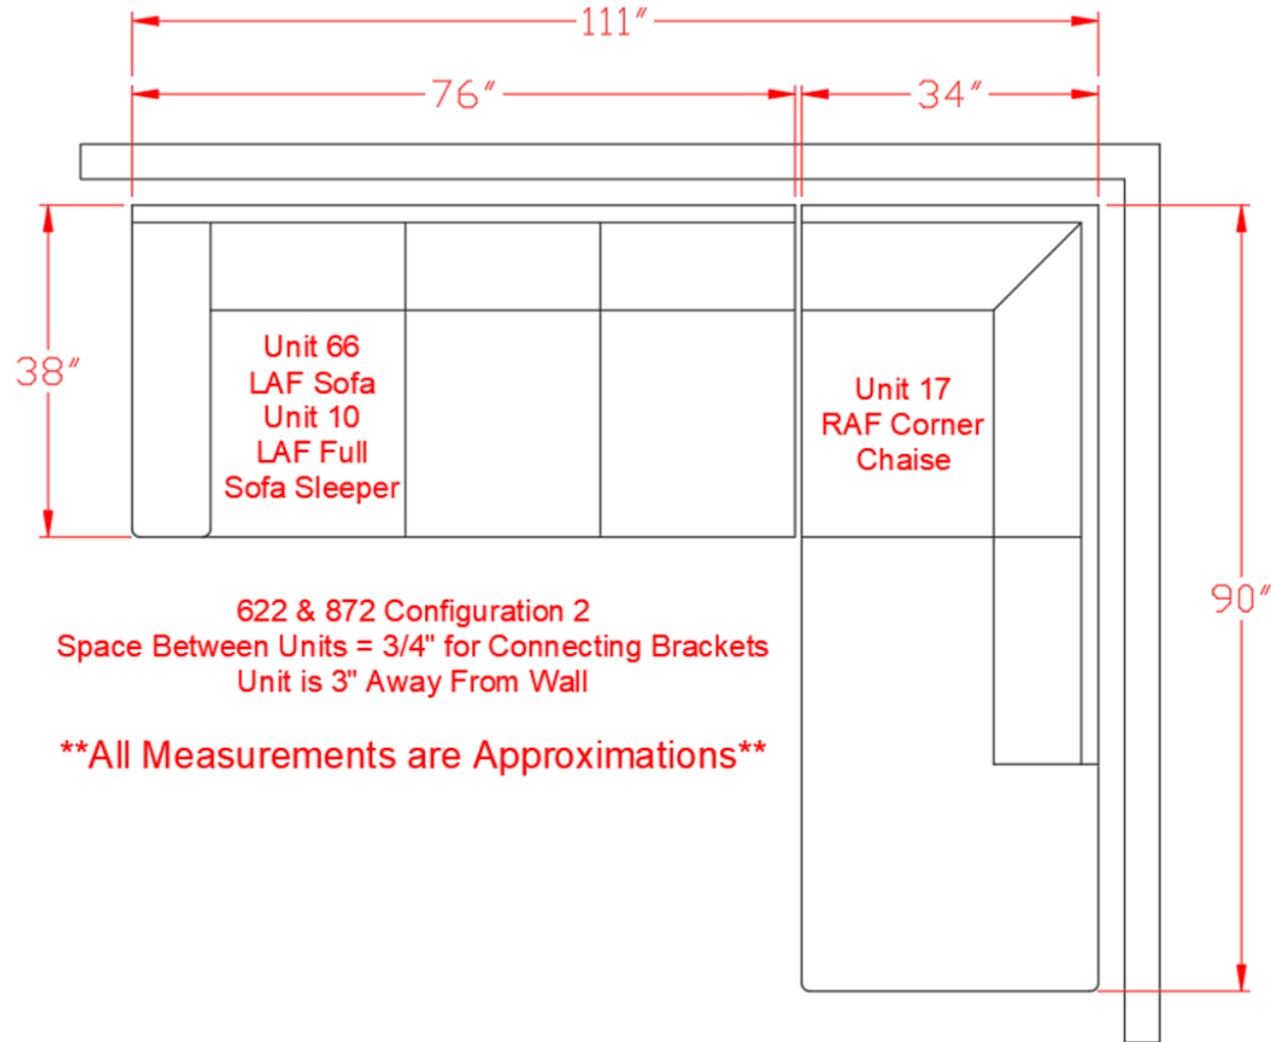 111"
76"
34"
38"
Unit 66
LAF Sofa
Unit 10
LAF Full
Sofa Sleeper
Unit 17
RAF Corner
Chaise
90"
622 & 872 Configuration 2
Space Between Units = 3/4" for Connecting Brackets
Unit is 3" Away From Wall
**All Measurements are Approximations**